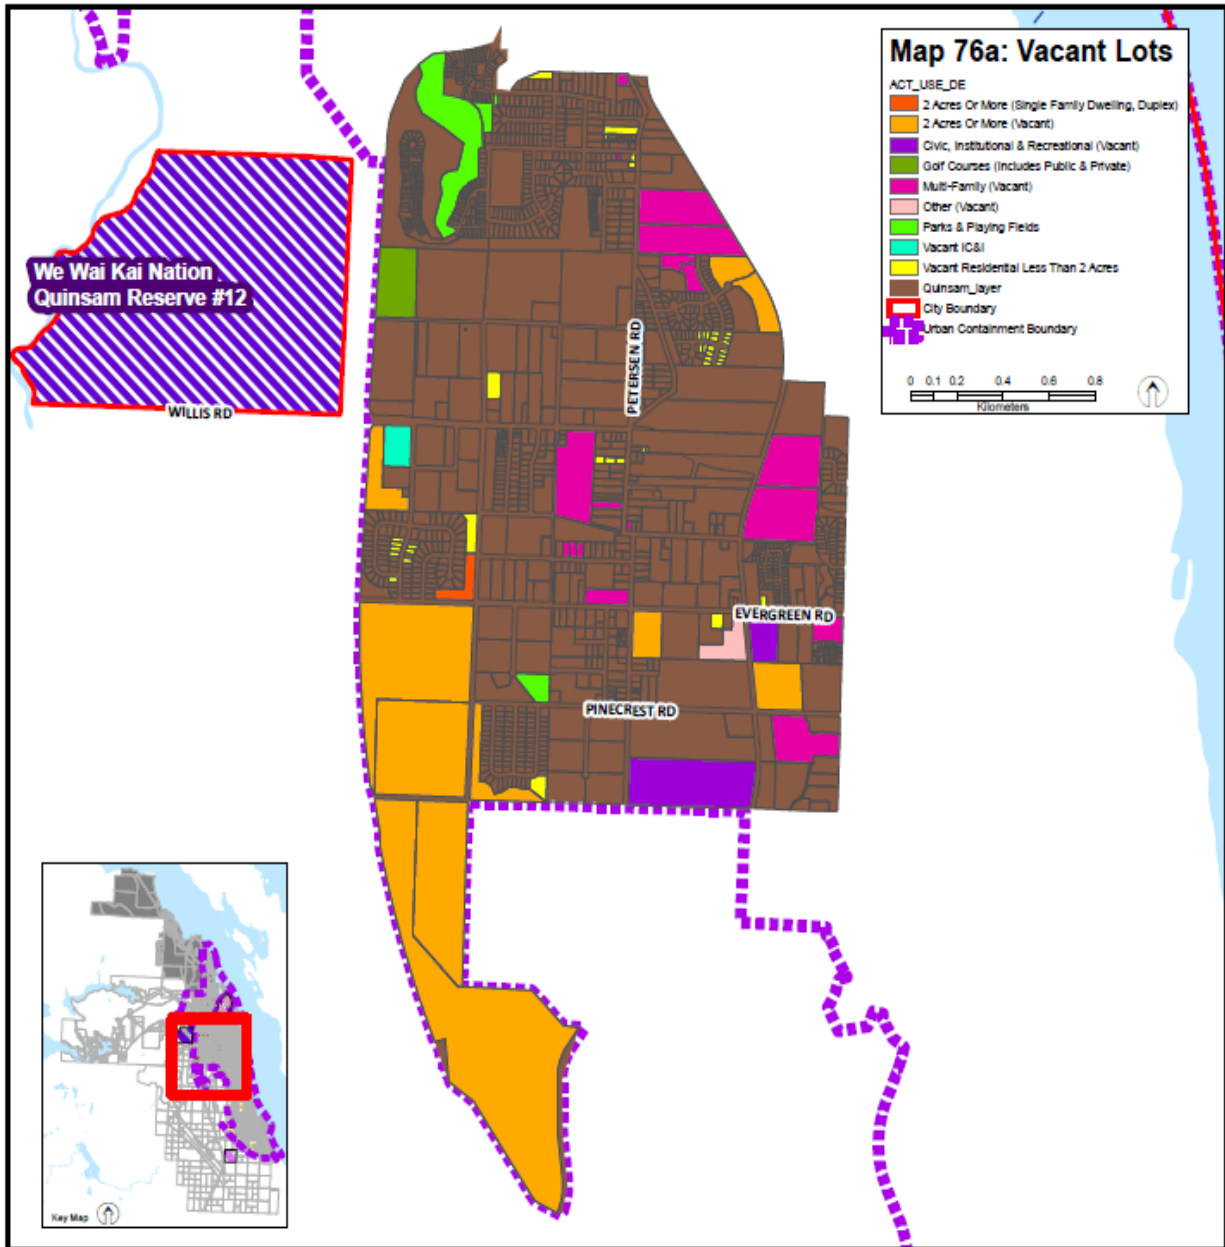 Map 76a: Vacant Lots
ACT_USE_DE
2 Acres Or More (Single Family Dwelling, Duplex)
2 Acres Or More (Vacant)
Civic, Institutional & Recreational (Vacant)
Golf Courses (Includes Public & Private)
Multi-Family (Vacant)
Other (Vacant)
Parks & Playing Fields
Vacant IC&I
Vacant Residential Less Than 2 Acres
Quinsam_layer
City Boundary
Urban Containment Boundary
0 0.1 0.2 0.4 0.6 0.8
Kilometers
We Wai Kai Nation
Quinsam Reserve #12
WILLIS RD
PETERSEN RD
EVERGREEN RD
PINECREST RD
Key Map